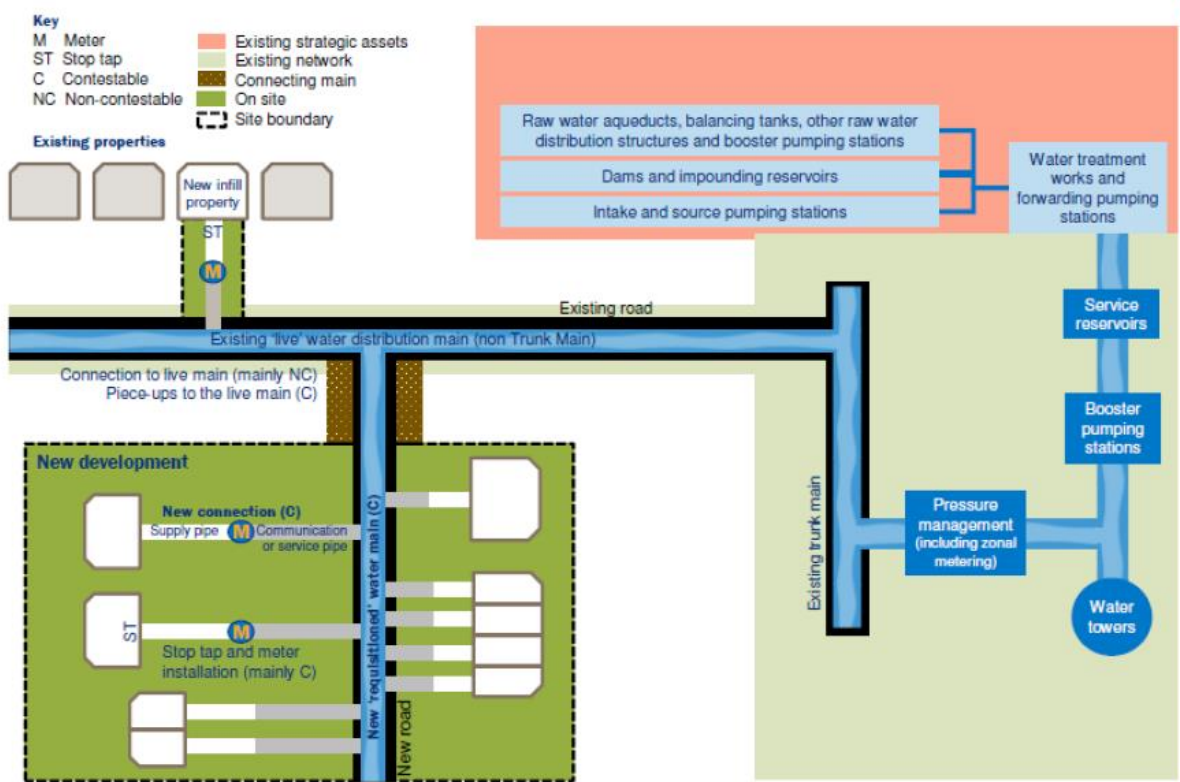 Key
M Meter
ST Stop tap
C Contestable
NC Non-contestable
Existing strategic assets
Existing network
Connecting main
On site
Site boundary
Existing properties
New infill
property
ST
M
Raw water aqueducts, balancing tanks, other raw water
distribution structures and booster pumping stations
Dams and impounding reservoirs
Intake and source pumping stations
Water treatment
works and
forwarding pumping
stations
Existing road
Existing 'live' water distribution main (non Trunk Main)
Connection to live main (mainly NC)
Piece-ups to the live main (C)
Service
reservoirs
Booster
pumping
stations
Pressure
management
(including zonal
metering)
Water
towers
Existing trunk main
New development
New connection (C)
Supply pipe
M
Communication
or service pipe
ST
M
Stop tap and meter
installation (mainly C)
New 'requisitioned' water main (C)
New road